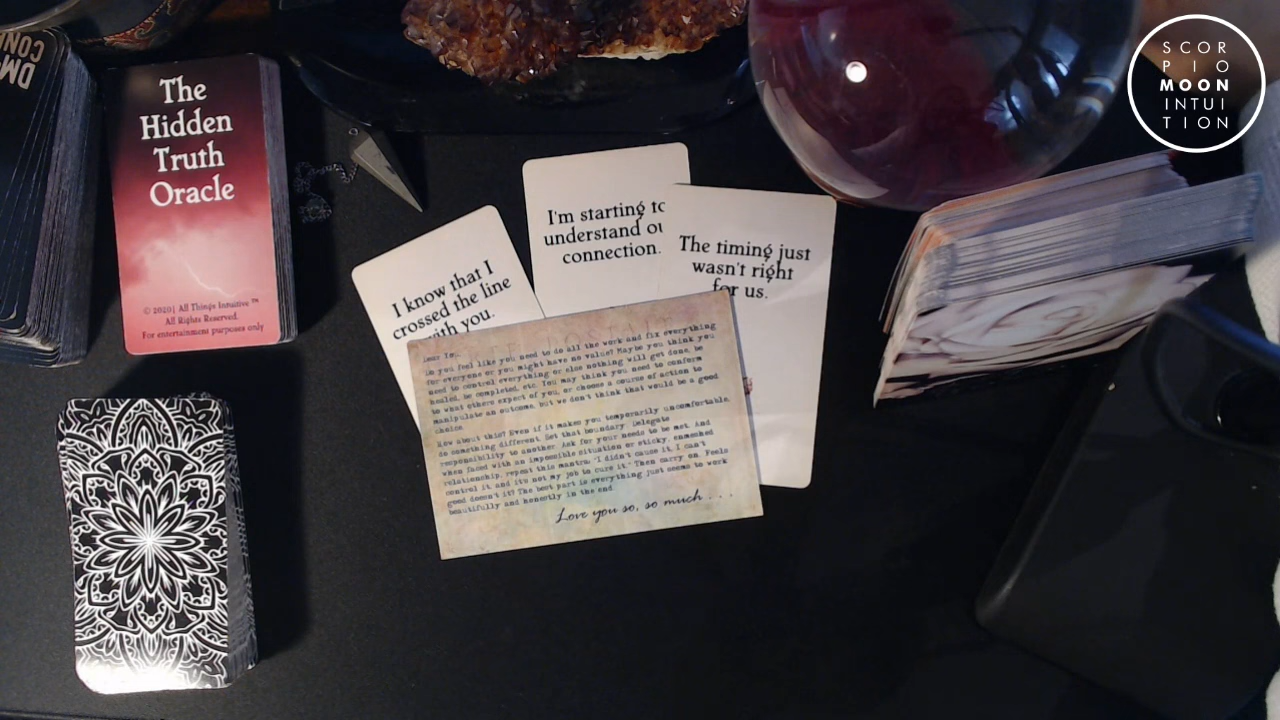 SCOR
PIO
MOON
INTUI
TION
DM
CON
The
Hidden
Truth
Oracle
© 2020| All Things Intuitive ™
All Rights Reserved.
For entertainment purposes only
I know that I
crossed the line
with you.
I'm starting to
understand ou
connection.
The timing just
wasn't right
for us.
Dear You,
Do you feel like you need to do all the work and fix everything
for everyone or you might have no value? Maybe you think you
need to control everything or else nothing will get done, be
healed, be completed, etc. You may think you need to conform
to what others expect of you, or choose a course of action to
manipulate an outcome, but we don't think that would be a good
choice.
How about this? Even if it makes you temporarily uncomfortable,
do something different. Set that boundary. Delegate
responsibility to another. Ask for your needs to be met. And
when faced with an impossible situation or sticky, enmeshed
relationship, repeat this mantra: "I didn't cause it, I can't
control it and it's not my job to cure it." Then carry on. Feels
good doesn't it? The best part is everything just seems to work
beautifully and honestly in the end.
Love you so, so much . . .